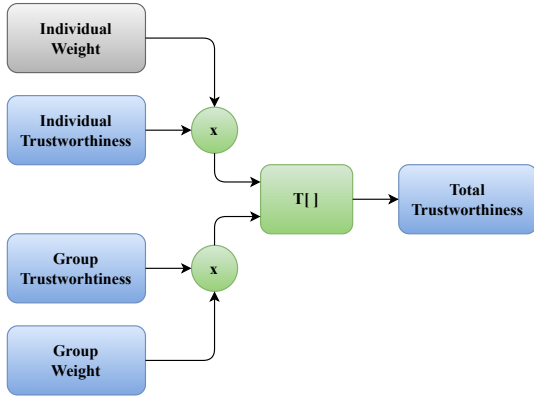 Individual
Weight
Individual
Trustworthiness
x
T[ ]
Total
Trustworthiness
Group
Trustworhtiness
x
Group
Weight